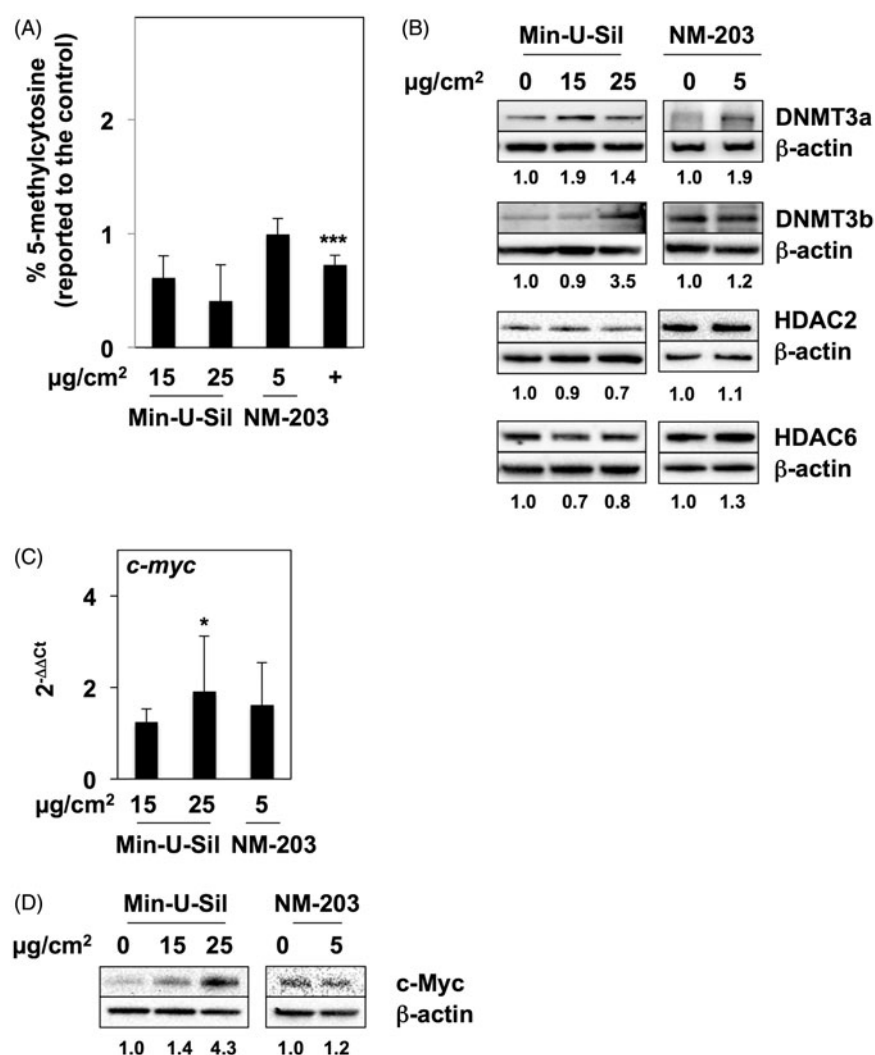 (A)
% 5-methylcytosine
(reported to the control)
2
1
0
***
µg/cm²
15 25 5 +
Min-U-Sil NM-203
(B)
Min-U-Sil NM-203
µg/cm² 0 15 25 0 5
DNMT3a
β-actin
1.0 1.9 1.4 1.0 1.9
DNMT3b
β-actin
1.0 0.9 3.5 1.0 1.2
HDAC2
β-actin
1.0 0.9 0.7 1.0 1.1
HDAC6
β-actin
1.0 0.7 0.8 1.0 1.3
(C)
c-myc
4
2
0
2-ΔΔCt
*
µg/cm² 15 25 5
Min-U-Sil NM-203
(D)
Min-U-Sil NM-203
µg/cm² 0 15 25 0 5
c-Myc
β-actin
1.0 1.4 4.3 1.0 1.2